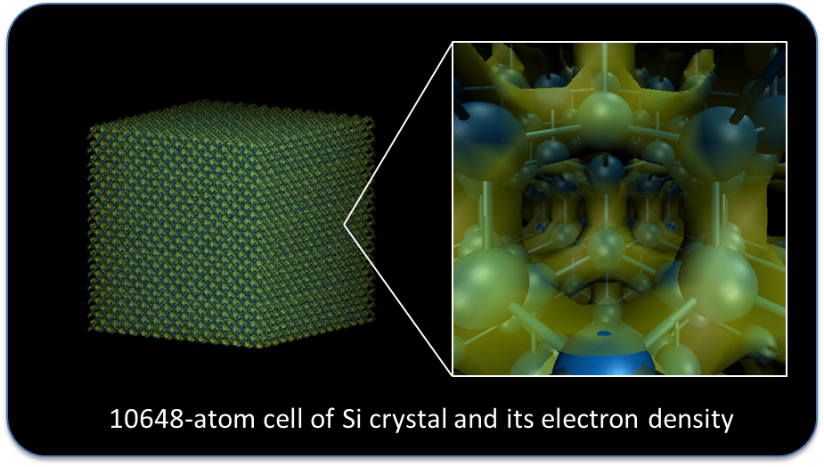 10648-atom cell of Si crystal and its electron density